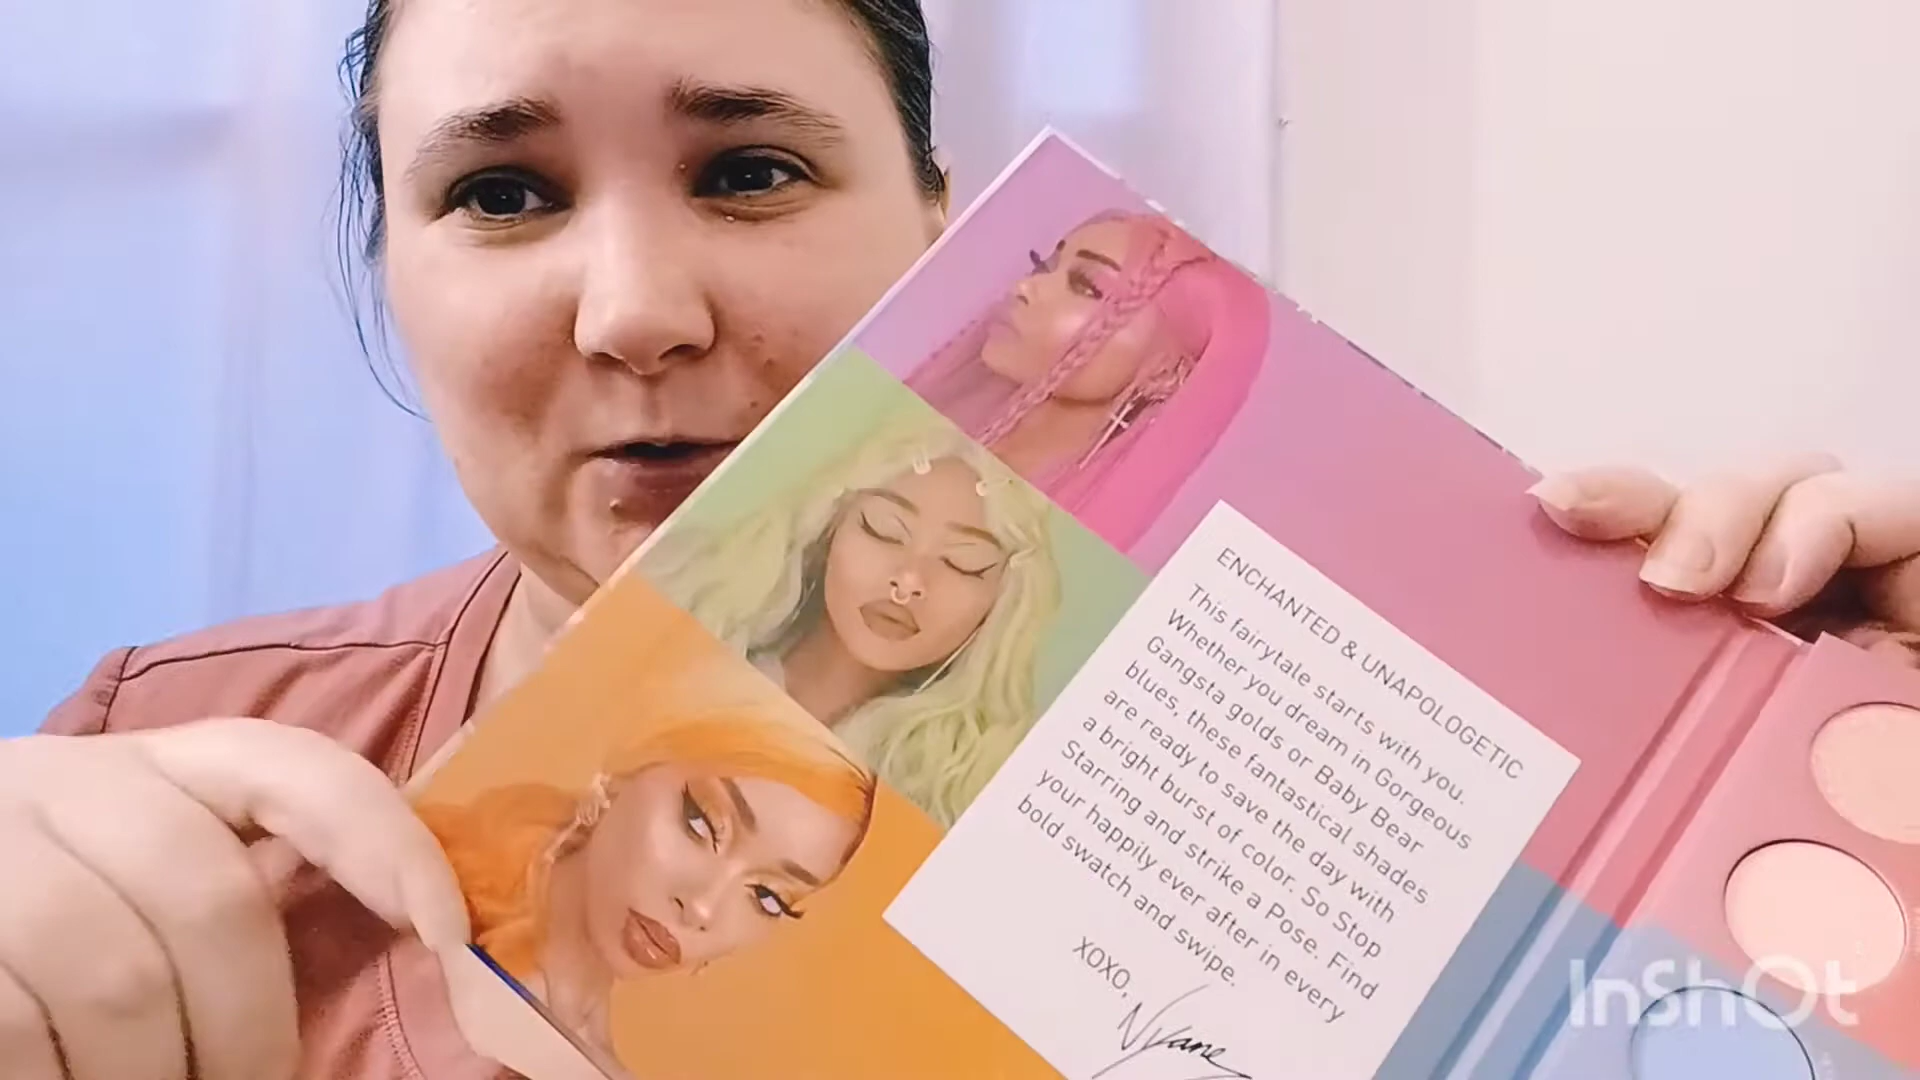 ENCHANTED & UNAPOLOGETIC
This fairytale starts with you.
Whether you dream in Gorgeous
Gangsta golds or Baby Bear
blues, these fantastical shades
are ready to save the day with
a bright burst of color. So Stop
Starring and strike a Pose. Find
your happily ever after in every
bold swatch and swipe.
XOXO,
InShOt